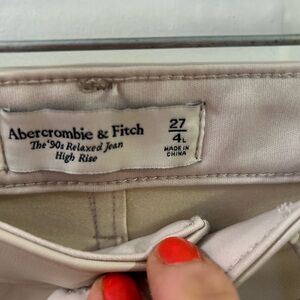 Abercrombie & Fitch
The '90s Relaxed Jean
High Rise
27
4L
MADE IN
CHINA